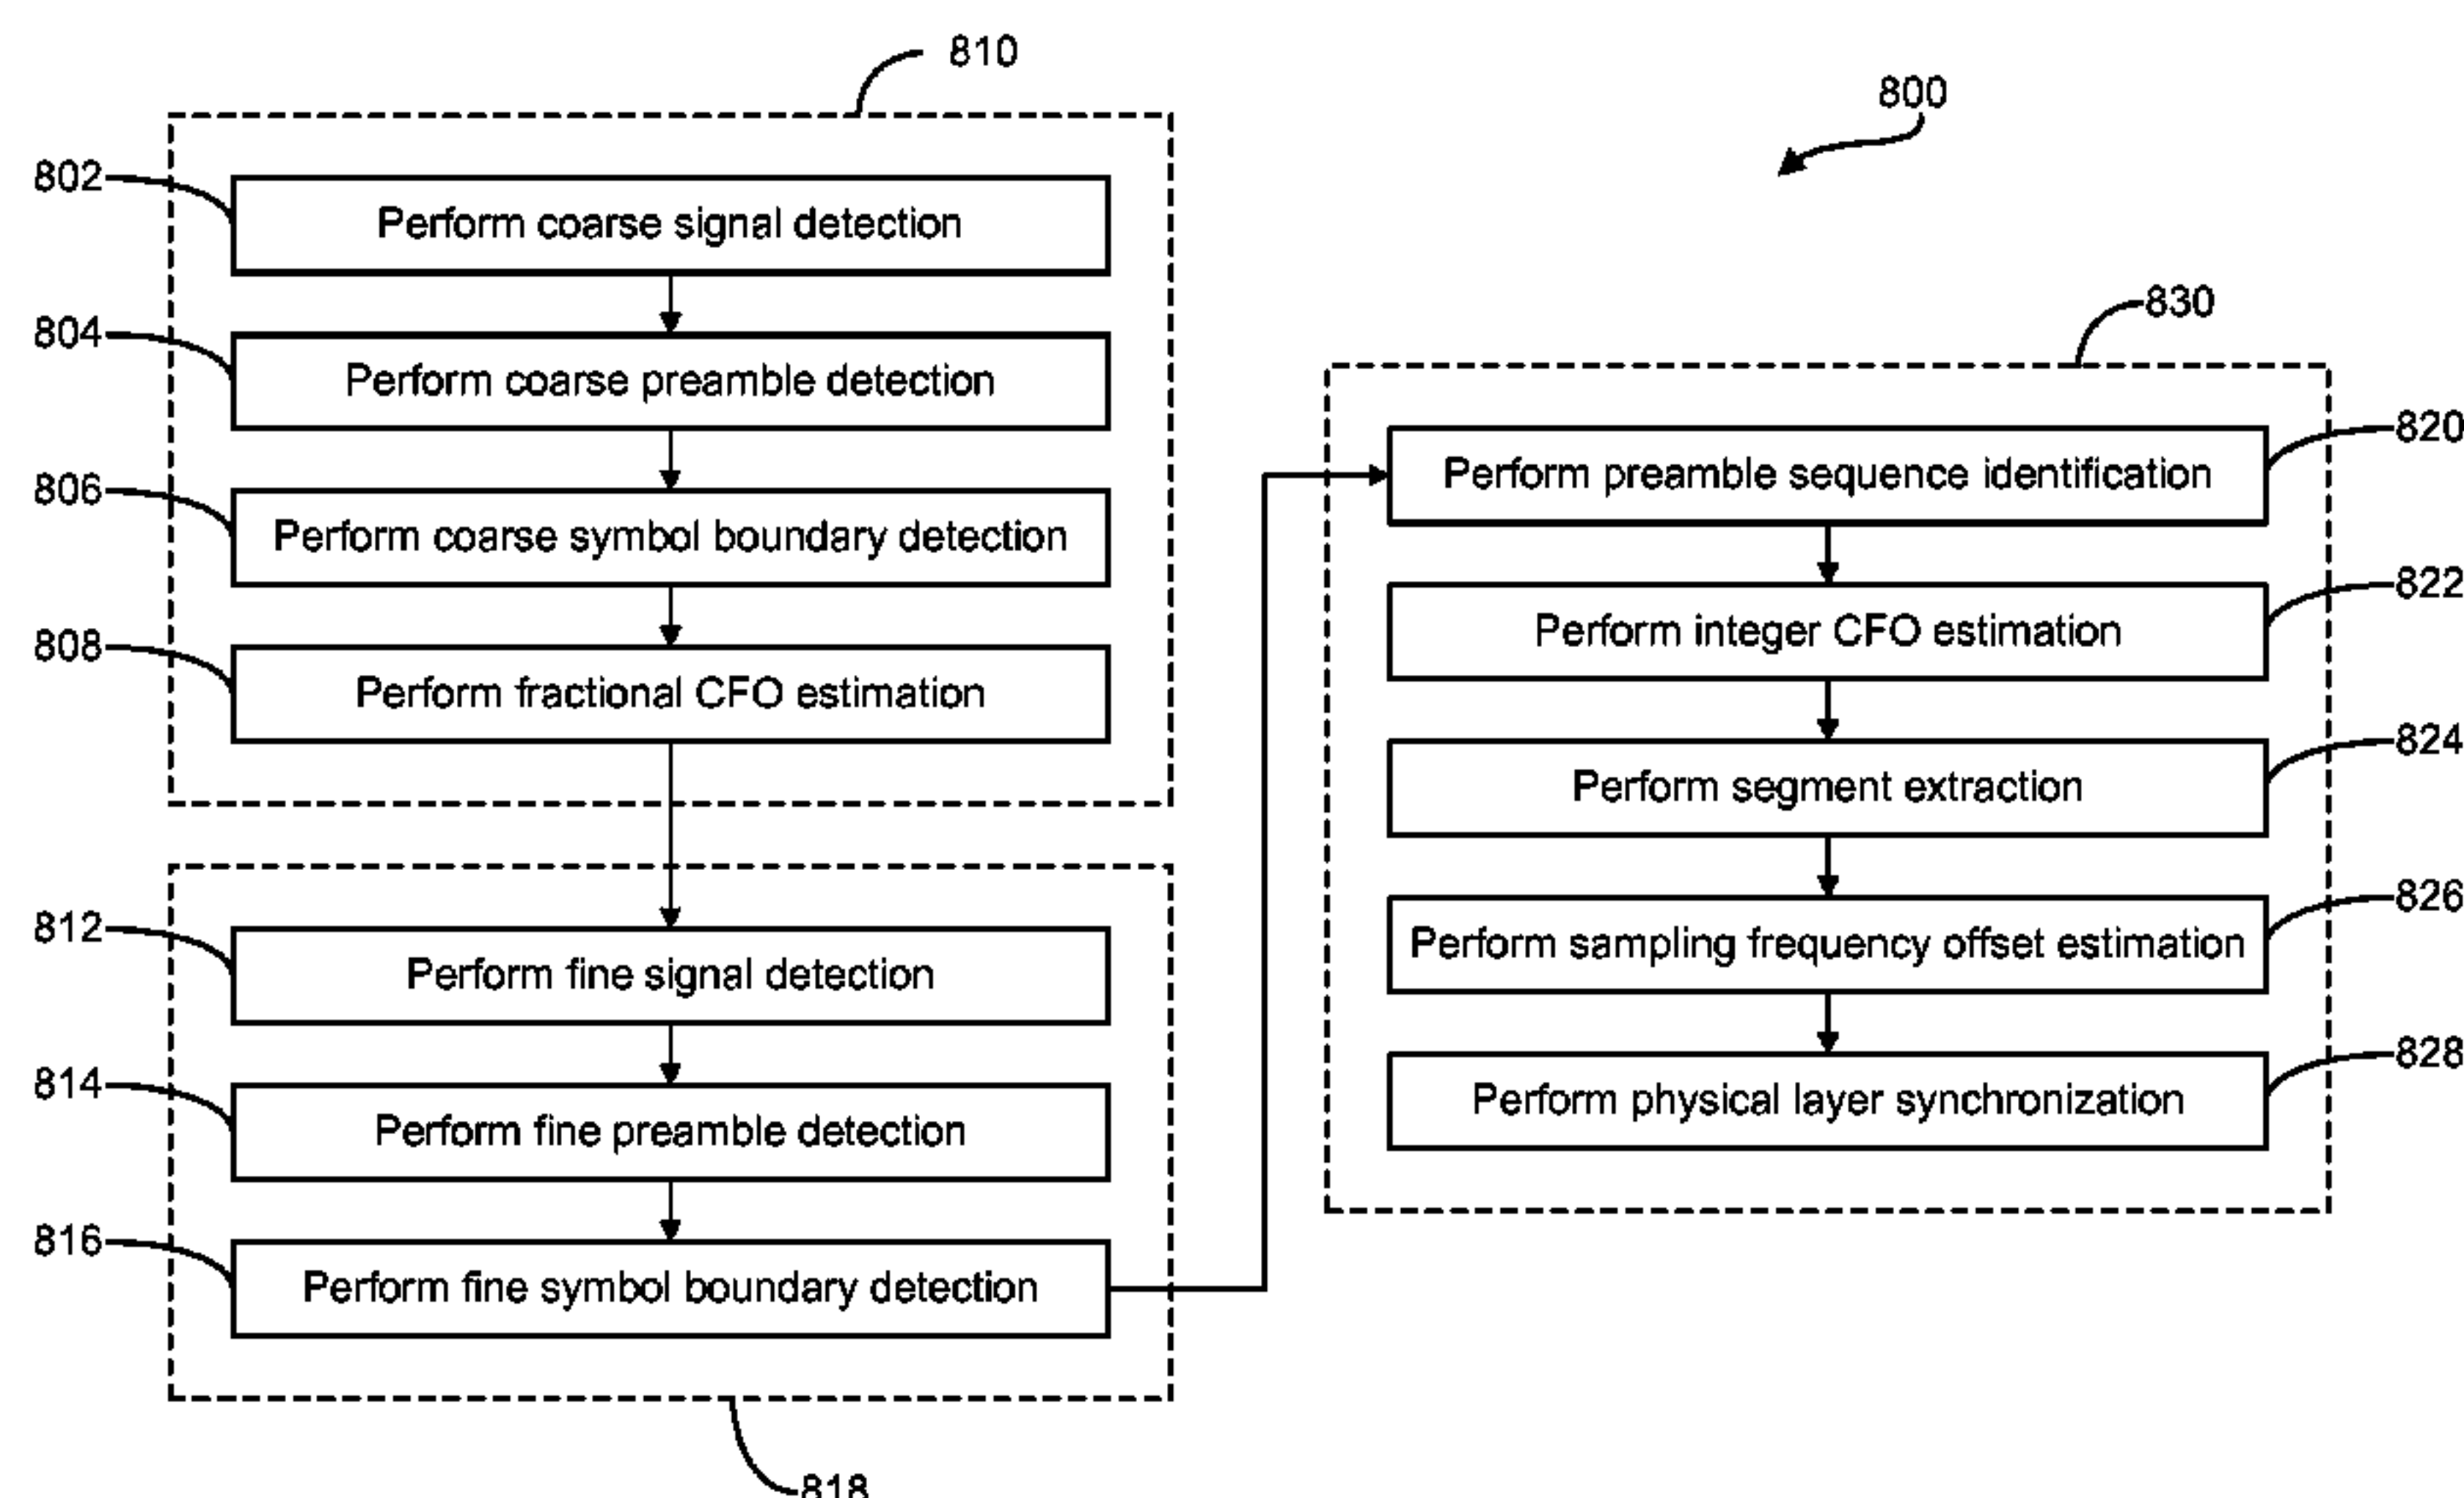 810
800
802
Perform coarse signal detection
804
Perform coarse preamble detection
806
Perform coarse symbol boundary detection
808
Perform fractional CFO estimation
812
Perform fine signal detection
814
Perform fine preamble detection
816
Perform fine symbol boundary detection
818
830
820
Perform preamble sequence identification
822
Perform integer CFO estimation
824
Perform segment extraction
826
Perform sampling frequency offset estimation
828
Perform physical layer synchronization